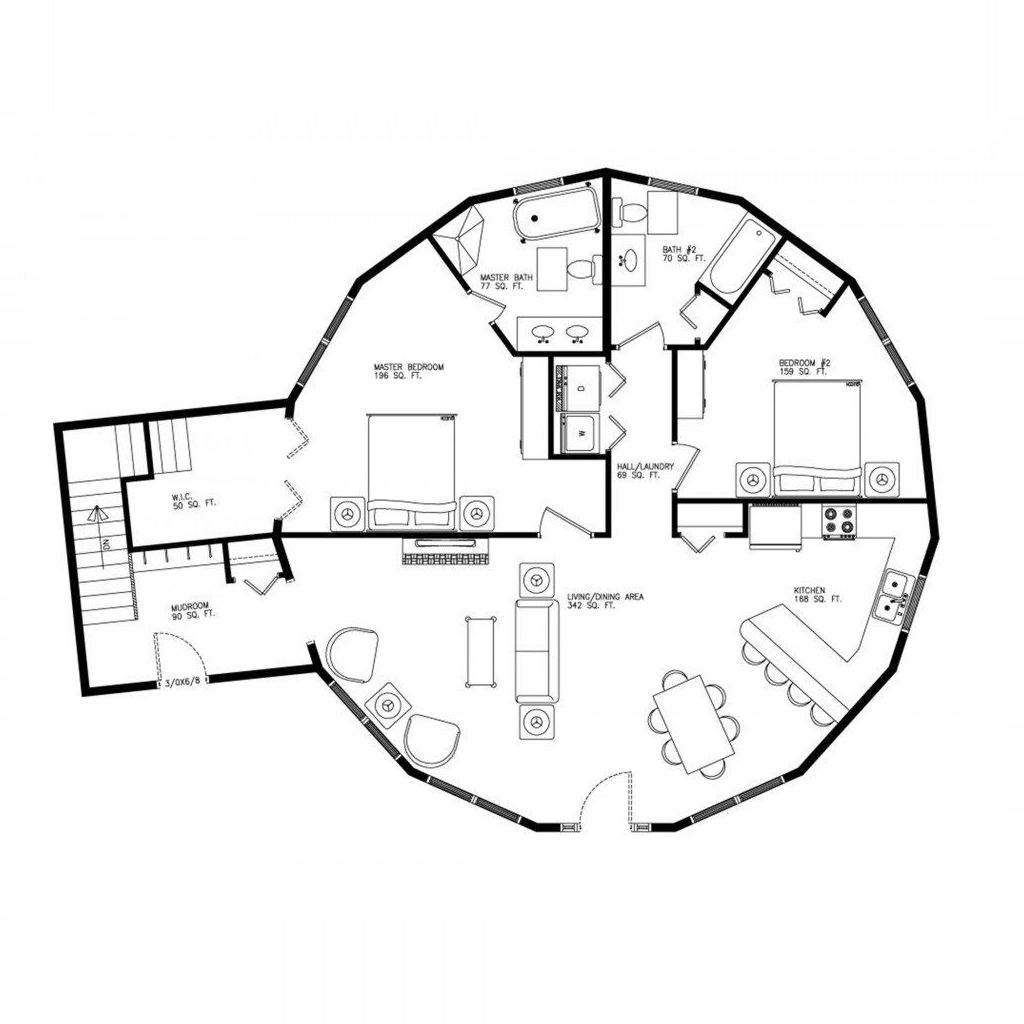 MASTER BATH
77 SQ. FT.
BATH #2
70 SQ. FT.
MASTER BEDROOM
196 SQ. FT.
BEDROOM #2
159 SQ. FT.
D
W
HALL/LAUNDRY
69 SQ. FT.
W.I.C.
50 SQ. FT.
DN
MUDROOM
90 SQ. FT.
3/0X6/8
LIVING/DINING AREA
342 SQ. FT.
KITCHEN
168 SQ. FT.